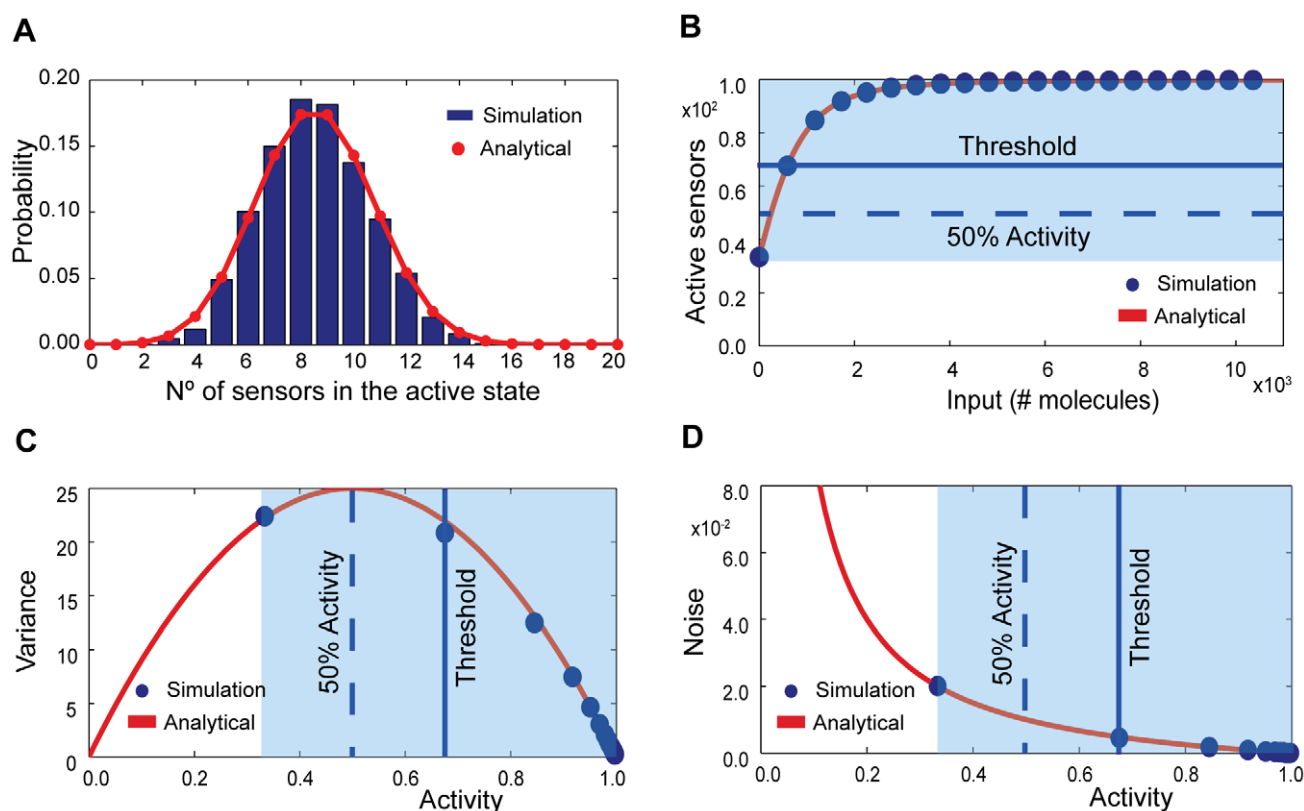 A
0.20
0.15
0.10
0.05
0.00
Probability
Simulation
Analytical
0 2 4 6 8 10 12 14 16 18 20
Nº of sensors in the active state
B
1.0
x10²
0.8
0.6
0.4
0.2
0.0
Active sensors
Threshold
50% Activity
Simulation
Analytical
0 2 4 6 8 10
x10³
Input (# molecules)
C
25
20
15
10
5
0
Variance
50% Activity
Threshold
Simulation
Analytical
0.0 0.2 0.4 0.6 0.8 1.0
Activity
D
8.0
x10⁻²
6.0
4.0
2.0
0.0
Noise
50% Activity
Threshold
Simulation
Analytical
0.0 0.2 0.4 0.6 0.8 1.0
Activity